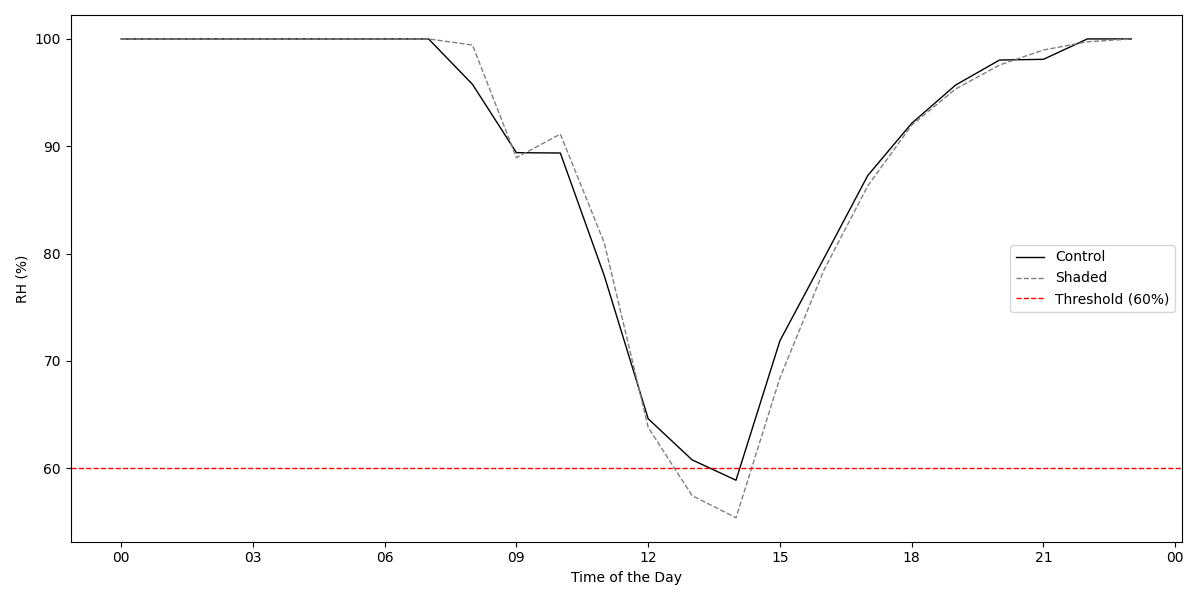 RH (%)
100
90
80
70
60
Control
Shaded
Threshold (60%)
00 03 06 09 12 15 18 21 00
Time of the Day